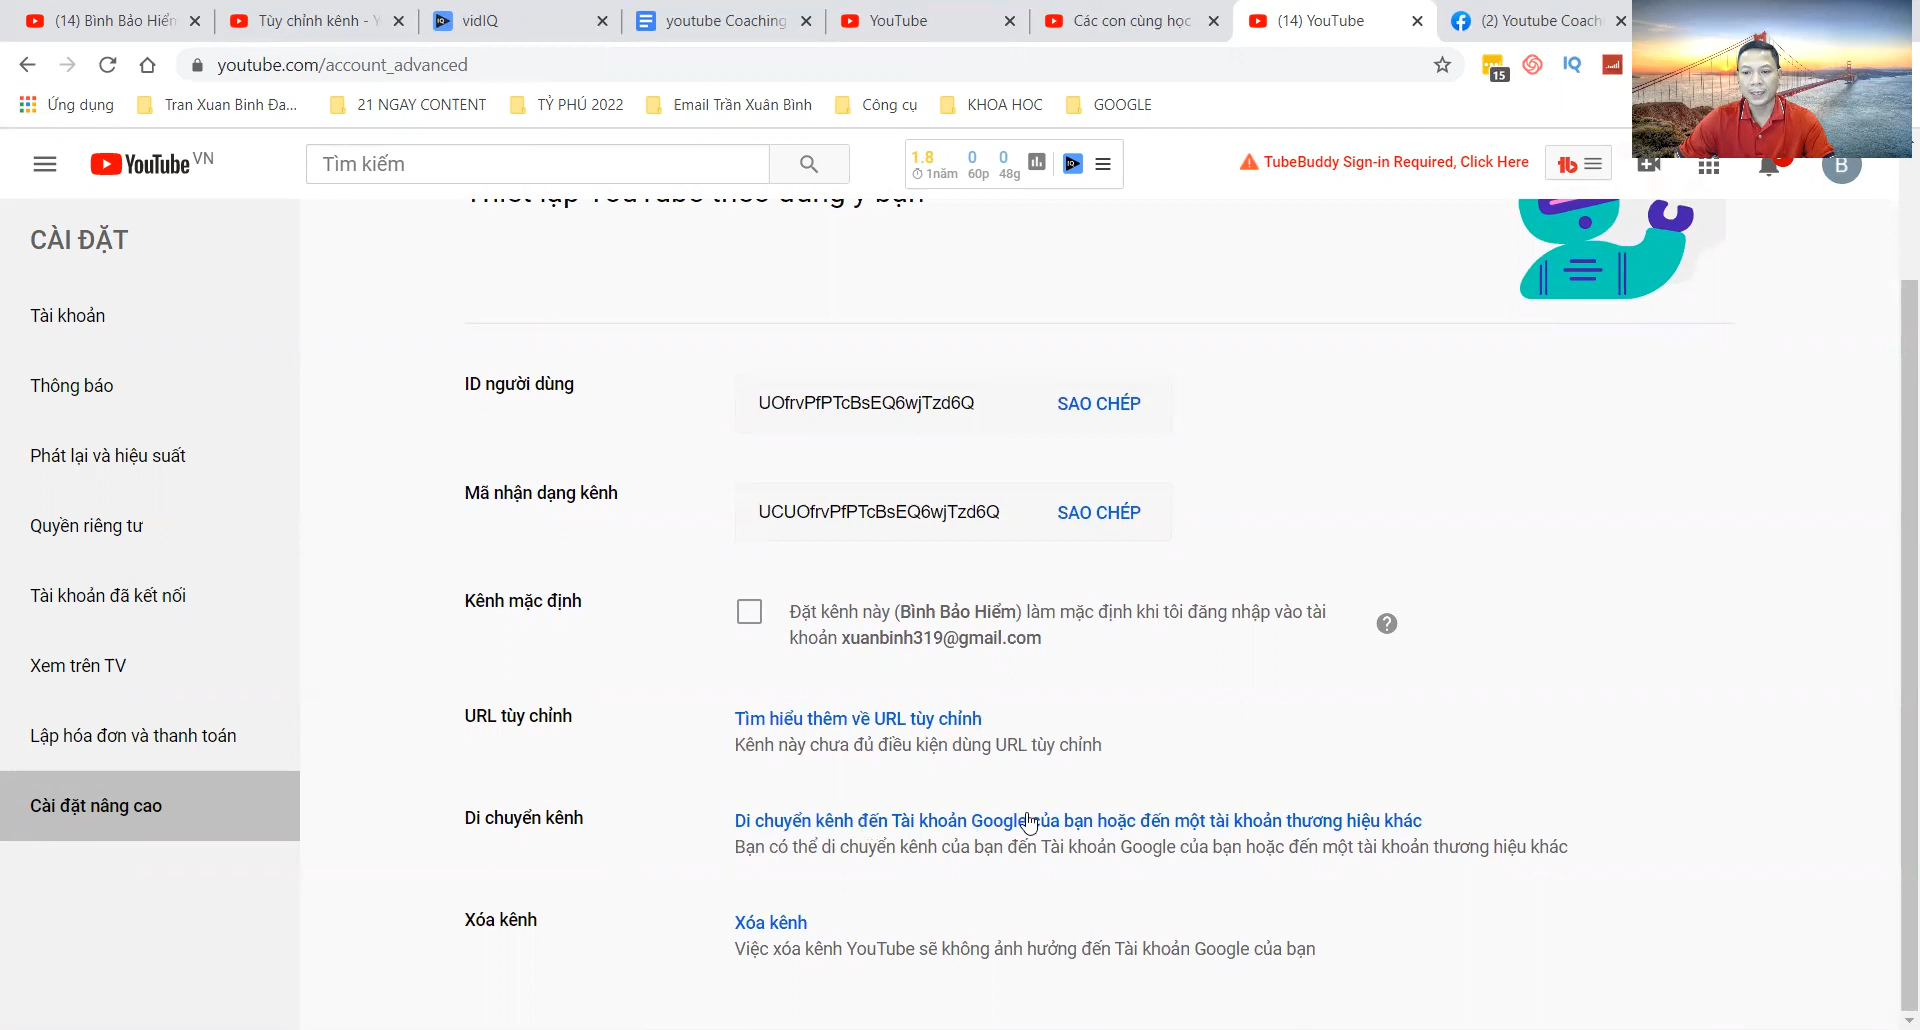 (14) Bình Bảo Hiểm
Tùy chỉnh kênh - Y
vidIQ
youtube Coaching
YouTube
Các con cùng học
(14) YouTube
(2) Youtube Coach
youtube.com/account_advanced
15
IQ
Ứng dụng
Tran Xuan Binh Đa...
21 NGAY CONTENT
TỶ PHÚ 2022
Email Trần Xuân Bình
Công cụ
KHOA HOC
GOOGLE
YouTube VN
Tìm kiếm
1.8 0 0
1năm 60p 48g
TubeBuddy Sign-in Required, Click Here
tb
B
Thiết lập YouTube theo đúng ý bạn
CÀI ĐẶT
Tài khoản
Thông báo
Phát lại và hiệu suất
Quyền riêng tư
Tài khoản đã kết nối
Xem trên TV
Lập hóa đơn và thanh toán
Cài đặt nâng cao
ID người dùng
UOfrvPfPTcBsEQ6wjTzd6Q
SAO CHÉP
Mã nhận dạng kênh
UCUOfrvPfPTcBsEQ6wjTzd6Q
SAO CHÉP
Kênh mặc định
Đặt kênh này (Bình Bảo Hiểm) làm mặc định khi tôi đăng nhập vào tài
khoản xuanbinh319@gmail.com
?
URL tùy chỉnh
Tìm hiểu thêm về URL tùy chỉnh
Kênh này chưa đủ điều kiện dùng URL tùy chỉnh
Di chuyển kênh
Di chuyển kênh đến Tài khoản Google của bạn hoặc đến một tài khoản thương hiệu khác
Bạn có thể di chuyển kênh của bạn đến Tài khoản Google của bạn hoặc đến một tài khoản thương hiệu khác
Xóa kênh
Xóa kênh
Việc xóa kênh YouTube sẽ không ảnh hưởng đến Tài khoản Google của bạn